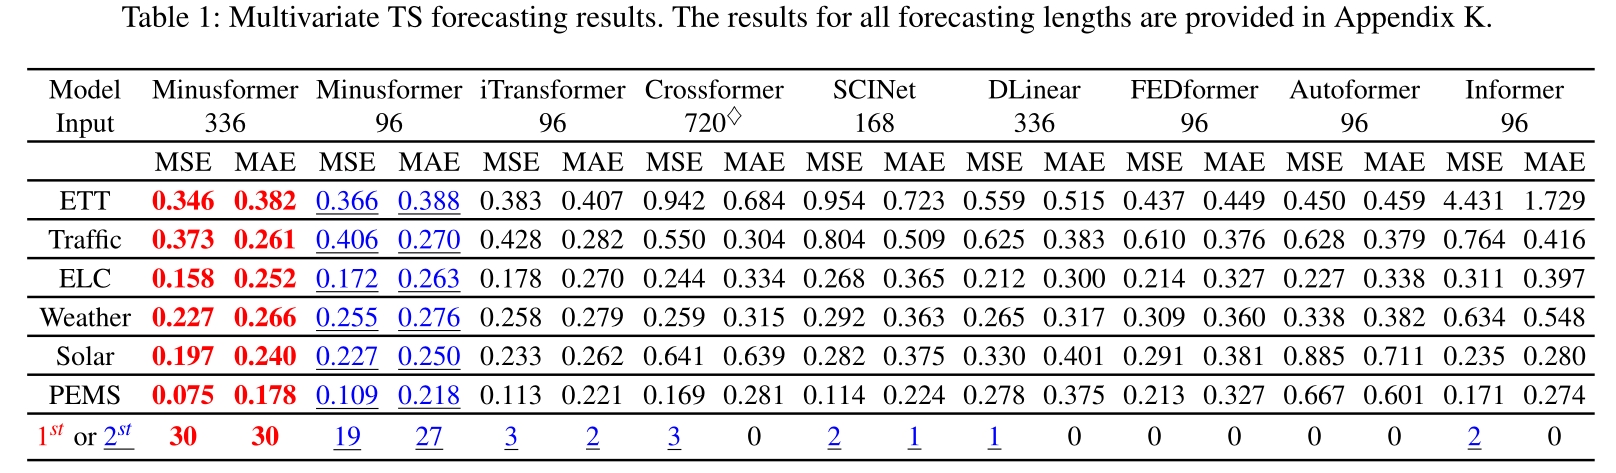 Table 1: Multivariate TS forecasting results. The results for all forecasting lengths are provided in Appendix K.
Model Minusformer Minusformer iTransformer Crossformer SCINet DLinear FEDformer Autoformer Informer
Input 336 96 96 720◇ 168 336 96 96 96
MSE MAE MSE MAE MSE MAE MSE MAE MSE MAE MSE MAE MSE MAE MSE MAE MSE MAE
ETT 0.346 0.382 0.366 0.388 0.383 0.407 0.942 0.684 0.954 0.723 0.559 0.515 0.437 0.449 0.450 0.459 4.431 1.729
Traffic 0.373 0.261 0.406 0.270 0.428 0.282 0.550 0.304 0.804 0.509 0.625 0.383 0.610 0.376 0.628 0.379 0.764 0.416
ELC 0.158 0.252 0.172 0.263 0.178 0.270 0.244 0.334 0.268 0.365 0.212 0.300 0.214 0.327 0.227 0.338 0.311 0.397
Weather 0.227 0.266 0.255 0.276 0.258 0.279 0.259 0.315 0.292 0.363 0.265 0.317 0.309 0.360 0.338 0.382 0.634 0.548
Solar 0.197 0.240 0.227 0.250 0.233 0.262 0.641 0.639 0.282 0.375 0.330 0.401 0.291 0.381 0.885 0.711 0.235 0.280
PEMS 0.075 0.178 0.109 0.218 0.113 0.221 0.169 0.281 0.114 0.224 0.278 0.375 0.213 0.327 0.667 0.601 0.171 0.274
1st or 2st 30 30 19 27 3 2 3 0 2 1 1 0 0 0 0 0 2 0